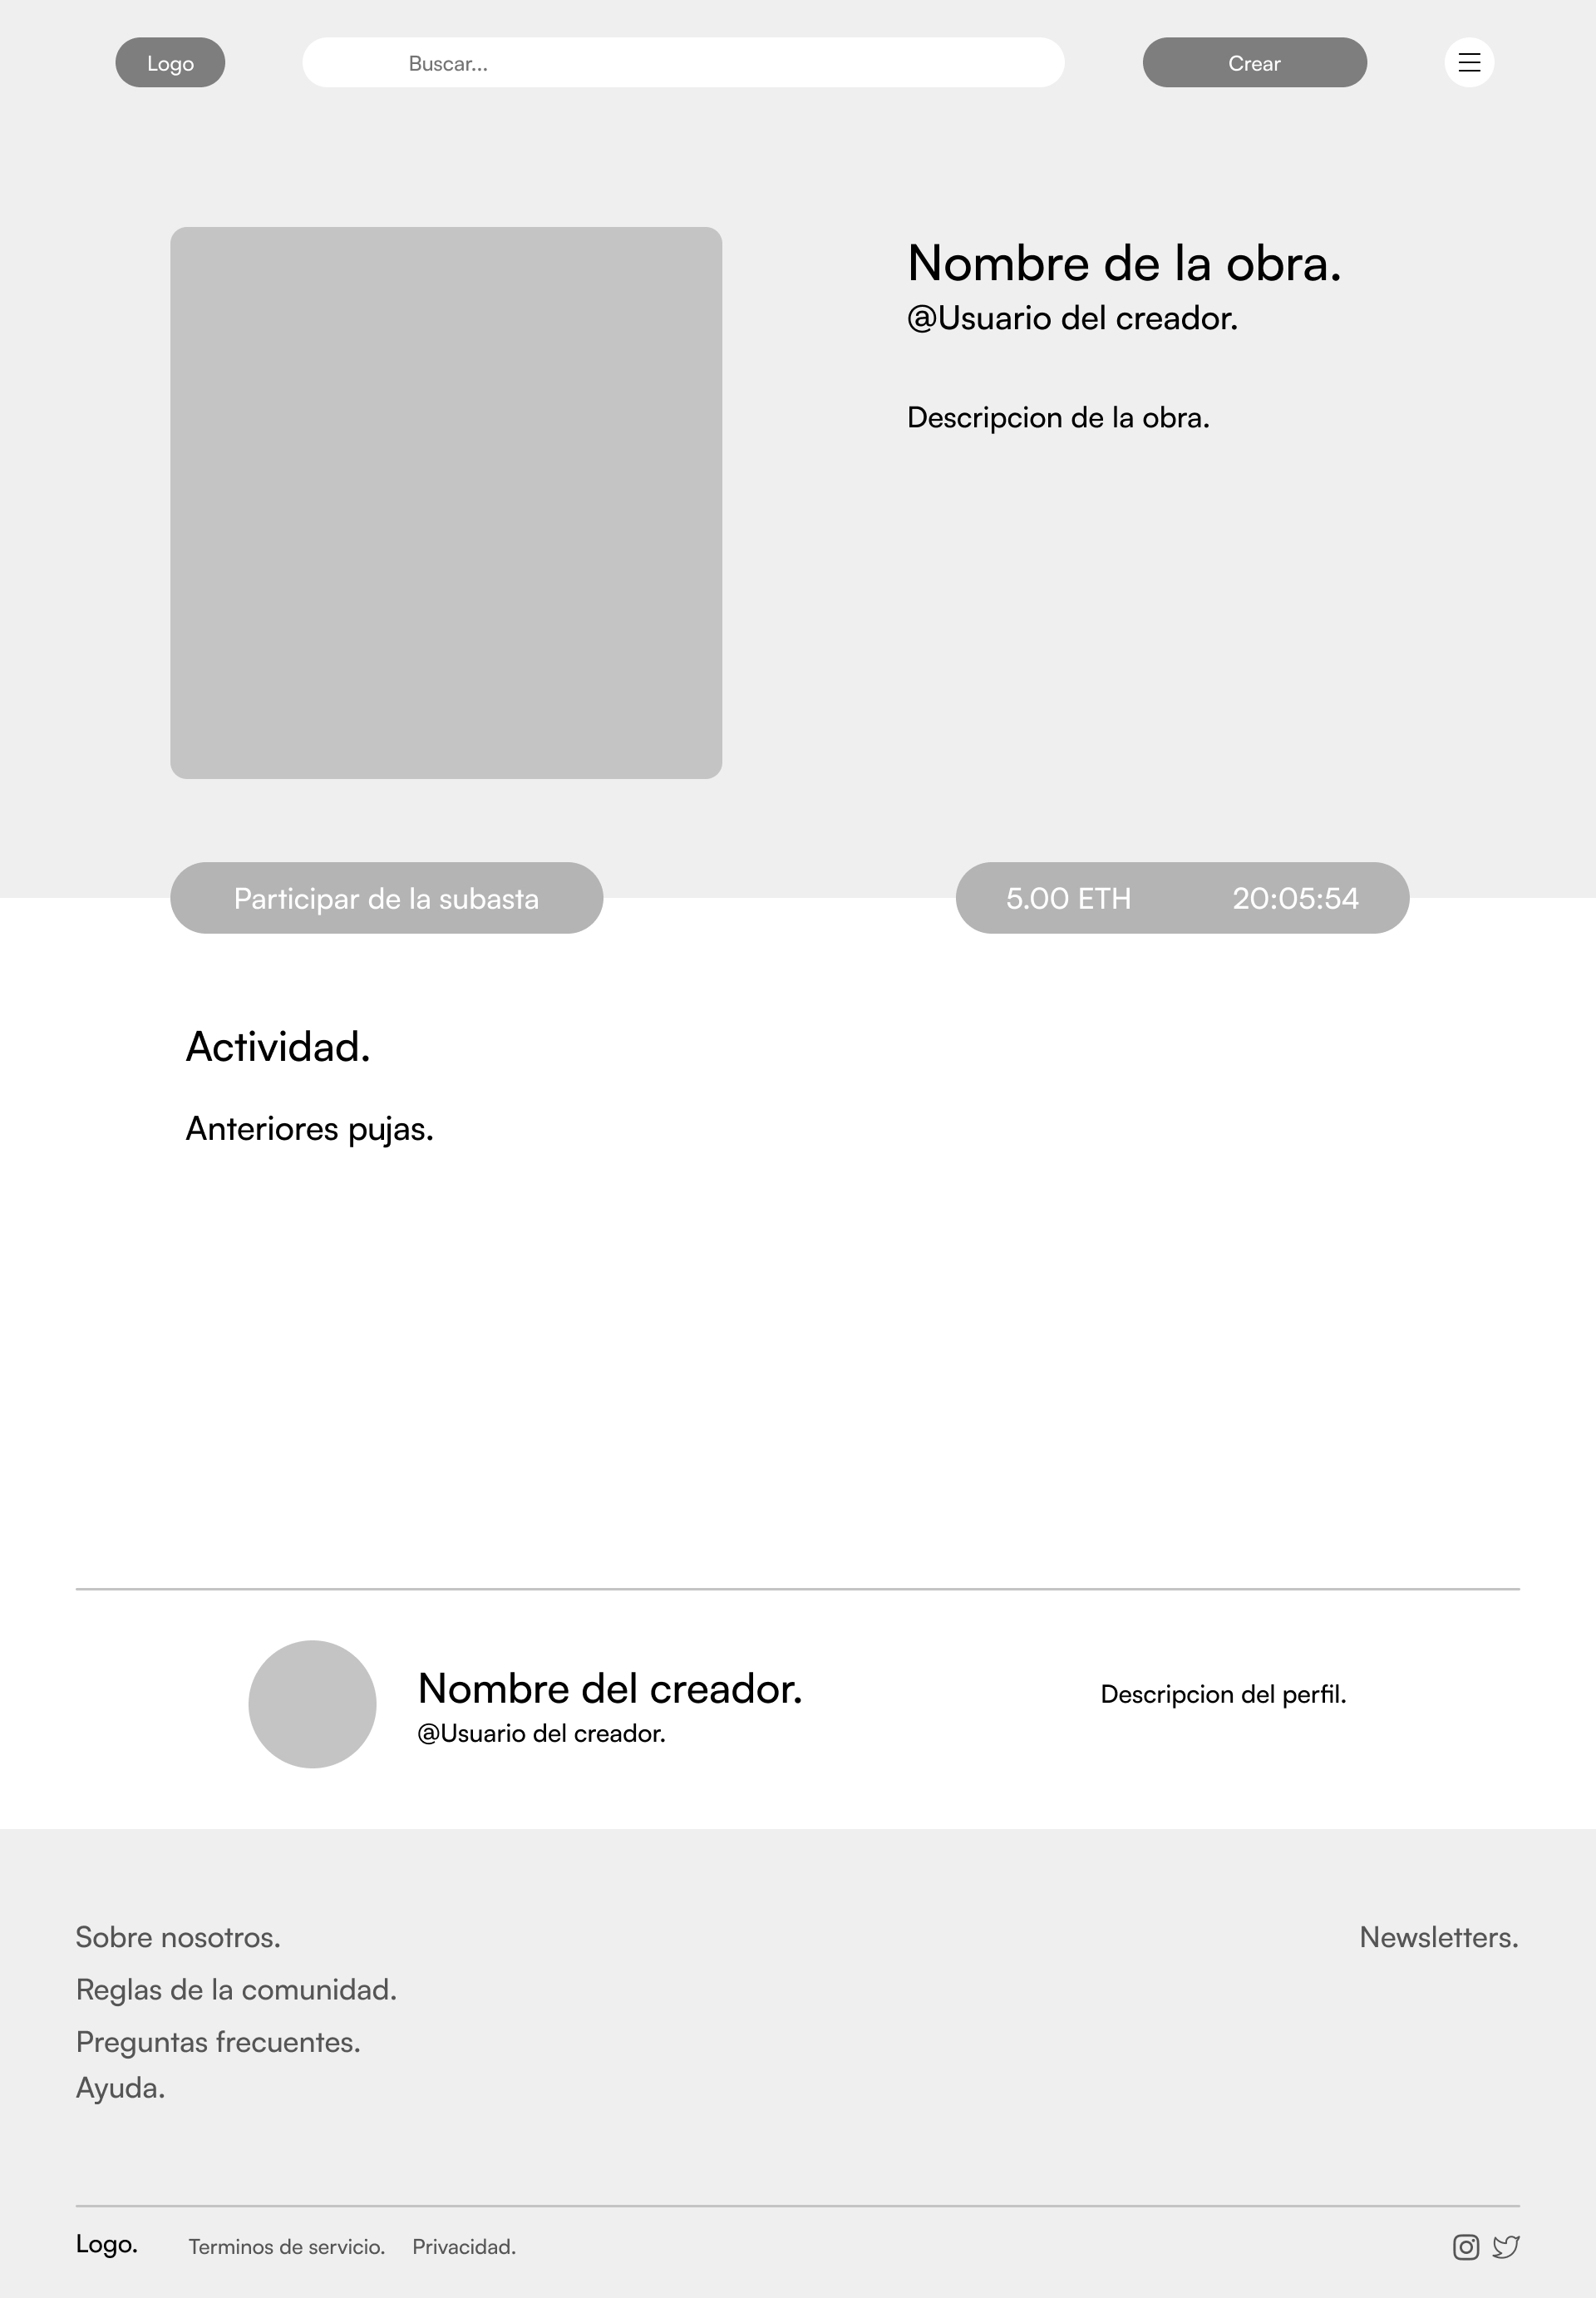 Logo
Buscar...
Crear
Nombre de la obra.
@Usuario del creador.
Descripcion de la obra.
Participar de la subasta
5.00 ETH
20:05:54
Actividad.
Anteriores pujas.
Nombre del creador.
@Usuario del creador.
Descripcion del perfil.
Sobre nosotros.
Reglas de la comunidad.
Preguntas frecuentes.
Ayuda.
Newsletters.
Logo.
Terminos de servicio.
Privacidad.